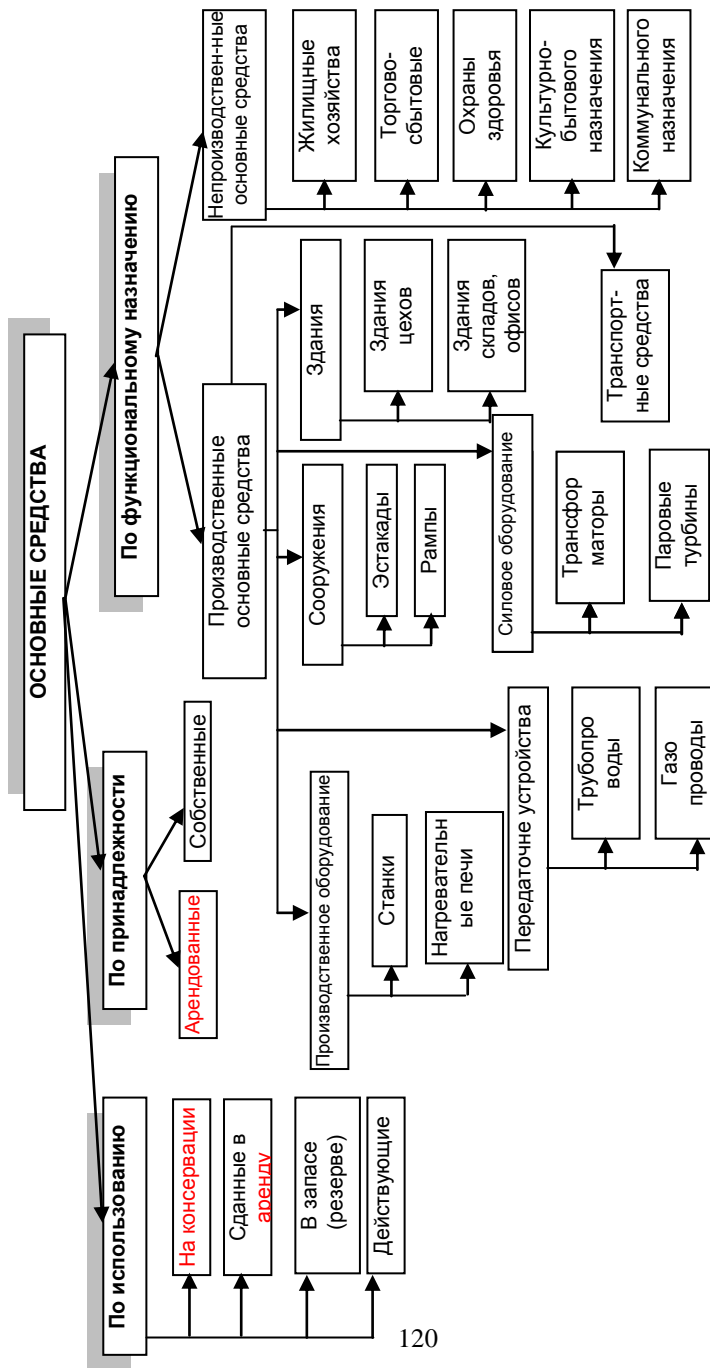 ОСНОВНЫЕ СРЕДСТВА
По использованию
По принадлежности
По функциональному назначению
На консервации
Сданные в
аренду
В запасе
(резерве)
Действующие
Арендованные
Собственные
Производственные
основные средства
Непроизводствен-ные
основные средства
Производственное оборудование
Станки
Нагревательн
ые печи
Сооружения
Эстакады
Рампы
Здания
Здания
цехов
Здания
складов,
офисов
Жилищные
хозяйства
Торгово-
сбытовые
Охраны
здоровья
Культурно-
бытового
назначения
Коммунального
назначения
Передаточне устройства
Трубопро
воды
Газо
проводы
Силовое оборудование
Трансфор
маторы
Паровые
турбины
Транспорт-
ные средства
120